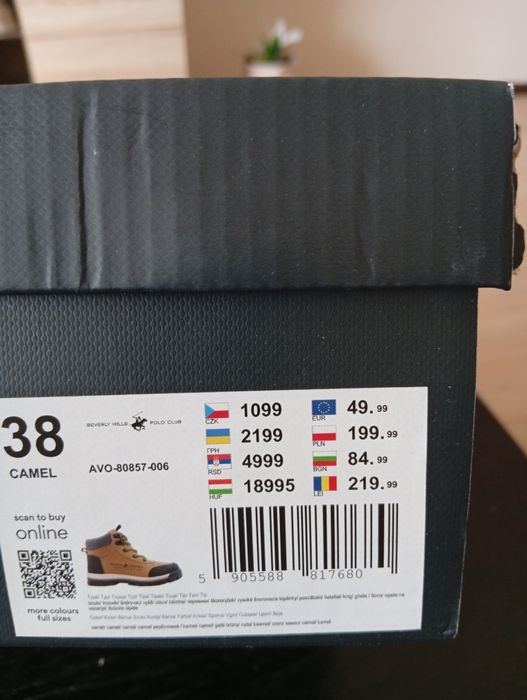 38
CAMEL
BEVERLY HILLS POLO CLUB
AVO-80857-006
CZK 1099
ГРН 2199
RSD 4999
HUF 18995
EUR 49.99
PLN 199.99
BGN 84.99
LEI 219.99
scan to buy
online
more colours
full sizes
5 905588 817680